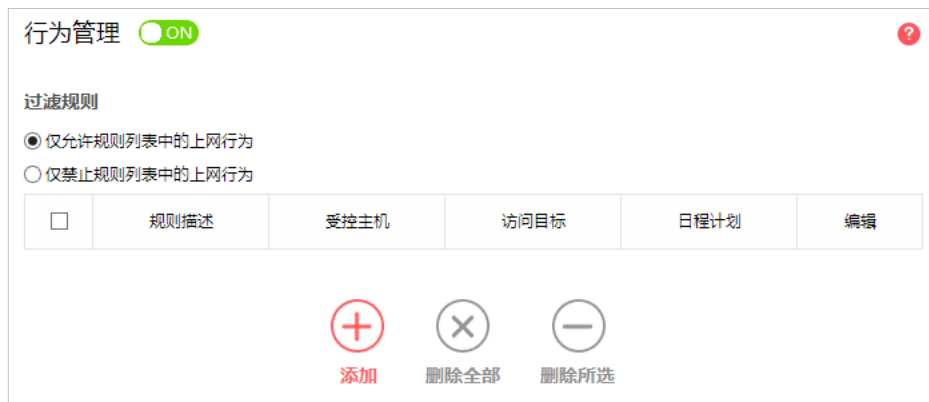 行为管理 ON ?
过滤规则
仅允许规则列表中的上网行为
仅禁止规则列表中的上网行为
规则描述 受控主机 访问目标 日程计划 编辑
添加 删除全部 删除所选